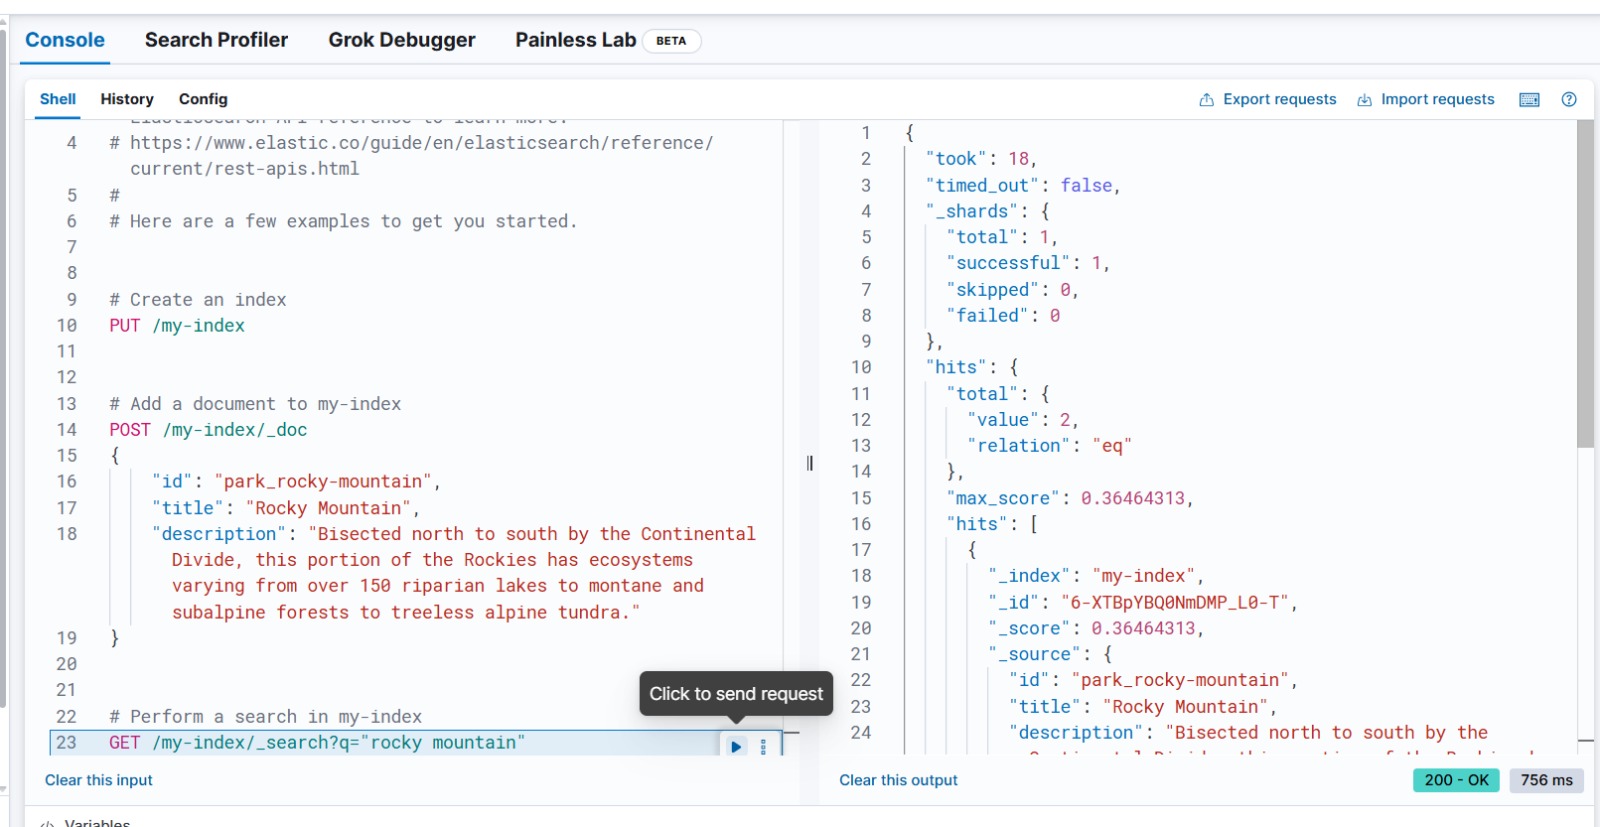 Console Search Profiler Grok Debugger Painless Lab BETA
Shell History Config Export requests Import requests
Elasticsearch API reference to learn more.
4 # https://www.elastic.co/guide/en/elasticsearch/reference/
current/rest-apis.html
5 #
6 # Here are a few examples to get you started.
7
8
9 # Create an index
10 PUT /my-index
11
12
13 # Add a document to my-index
14 POST /my-index/_doc
15 {
16 "id": "park_rocky-mountain",
17 "title": "Rocky Mountain",
18 "description": "Bisected north to south by the Continental
Divide, this portion of the Rockies has ecosystems
varying from over 150 riparian lakes to montane and
subalpine forests to treeless alpine tundra."
19 }
20
21
Click to send request
22 # Perform a search in my-index
23 GET /my-index/_search?q="rocky mountain"
Clear this input
1 {
2 "took": 18,
3 "timed_out": false,
4 "_shards": {
5 "total": 1,
6 "successful": 1,
7 "skipped": 0,
8 "failed": 0
9 },
10 "hits": {
11 "total": {
12 "value": 2,
13 "relation": "eq"
14 },
15 "max_score": 0.36464313,
16 "hits": [
17 {
18 "_index": "my-index",
19 "_id": "6-XTBpYBQ0NmDMP_L0-T",
20 "_score": 0.36464313,
21 "_source": {
22 "id": "park_rocky-mountain",
23 "title": "Rocky Mountain",
24 "description": "Bisected north to south by the
Clear this output 200 - OK 756 ms
Variables